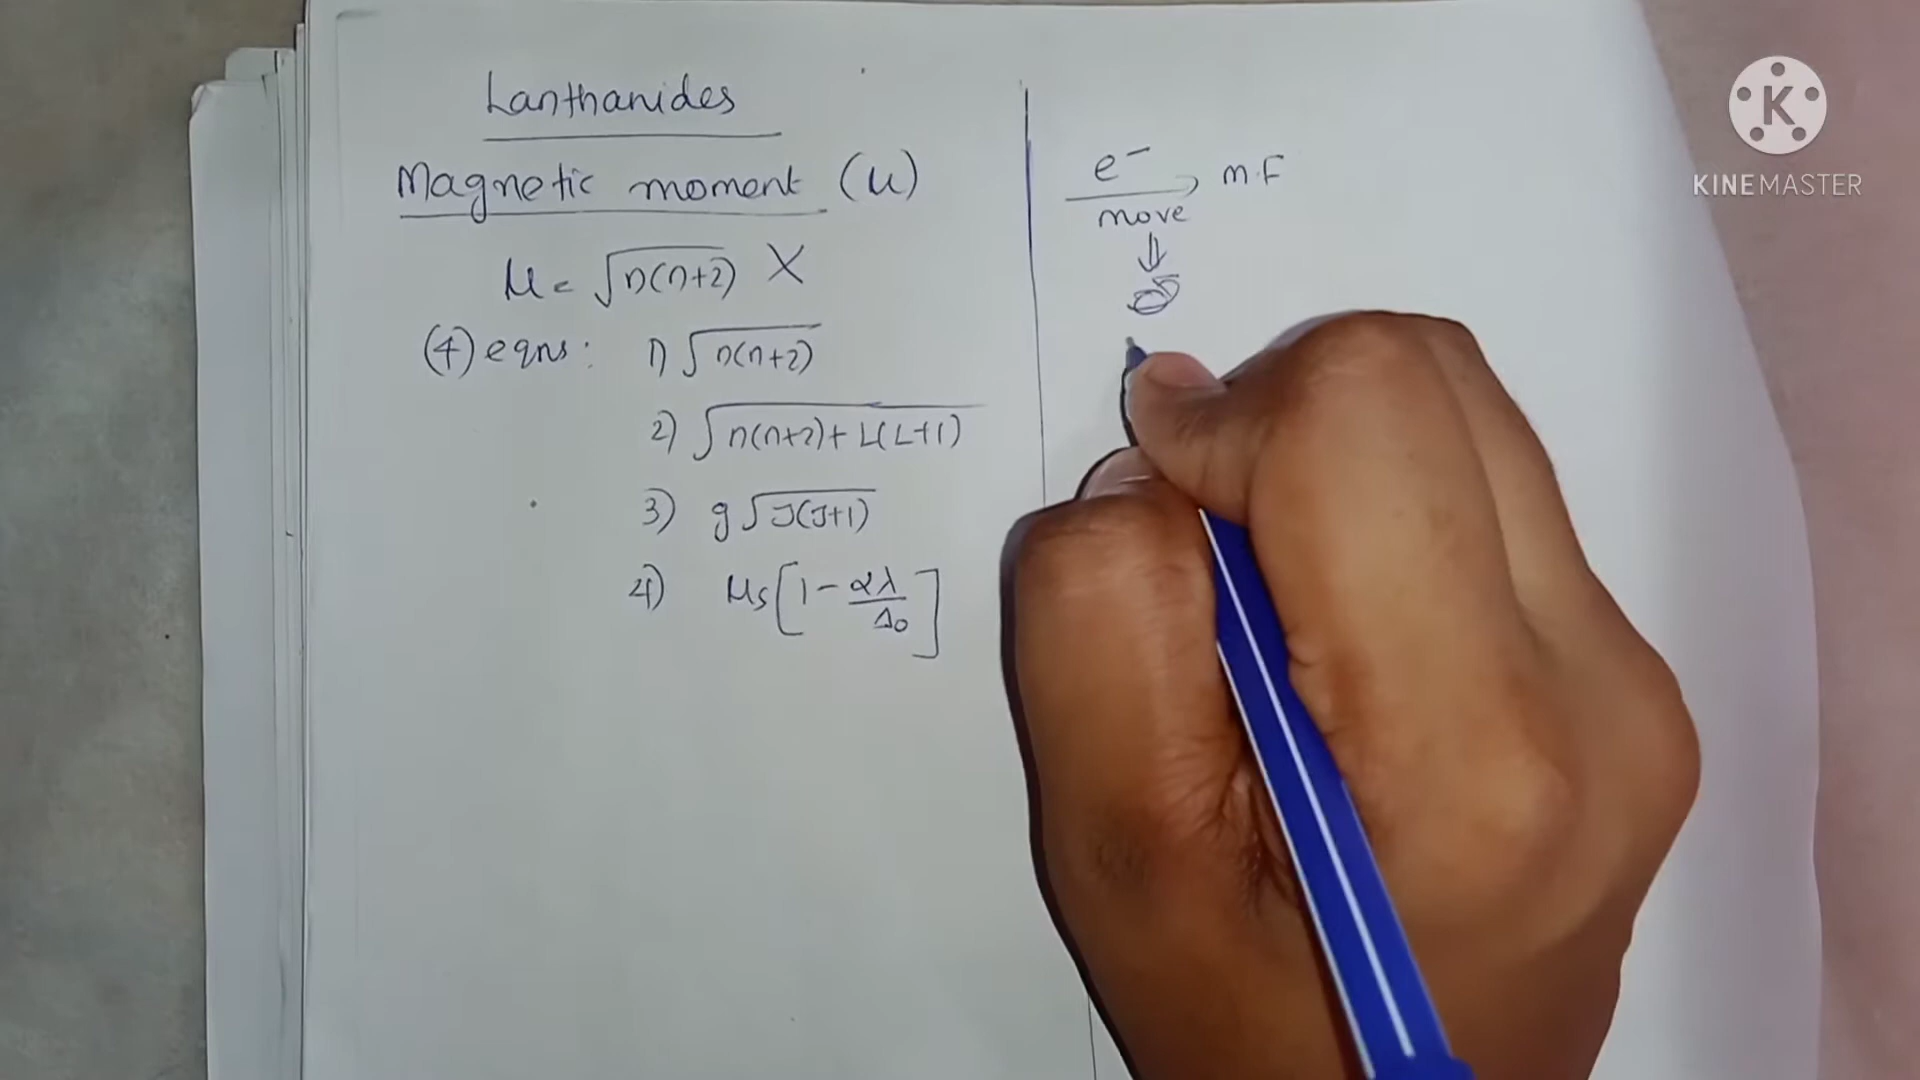 Lanthanides
Magnetic moment (μ)
μ = √n(n+2) X
(4) eqns : 1) √n(n+2)
2) √n(n+2)+L(L+1)
3) g√J(J+1)
4) μs[1-αλ/Δo]
e⁻ → m.F
move
⇓
K
KINEMASTER